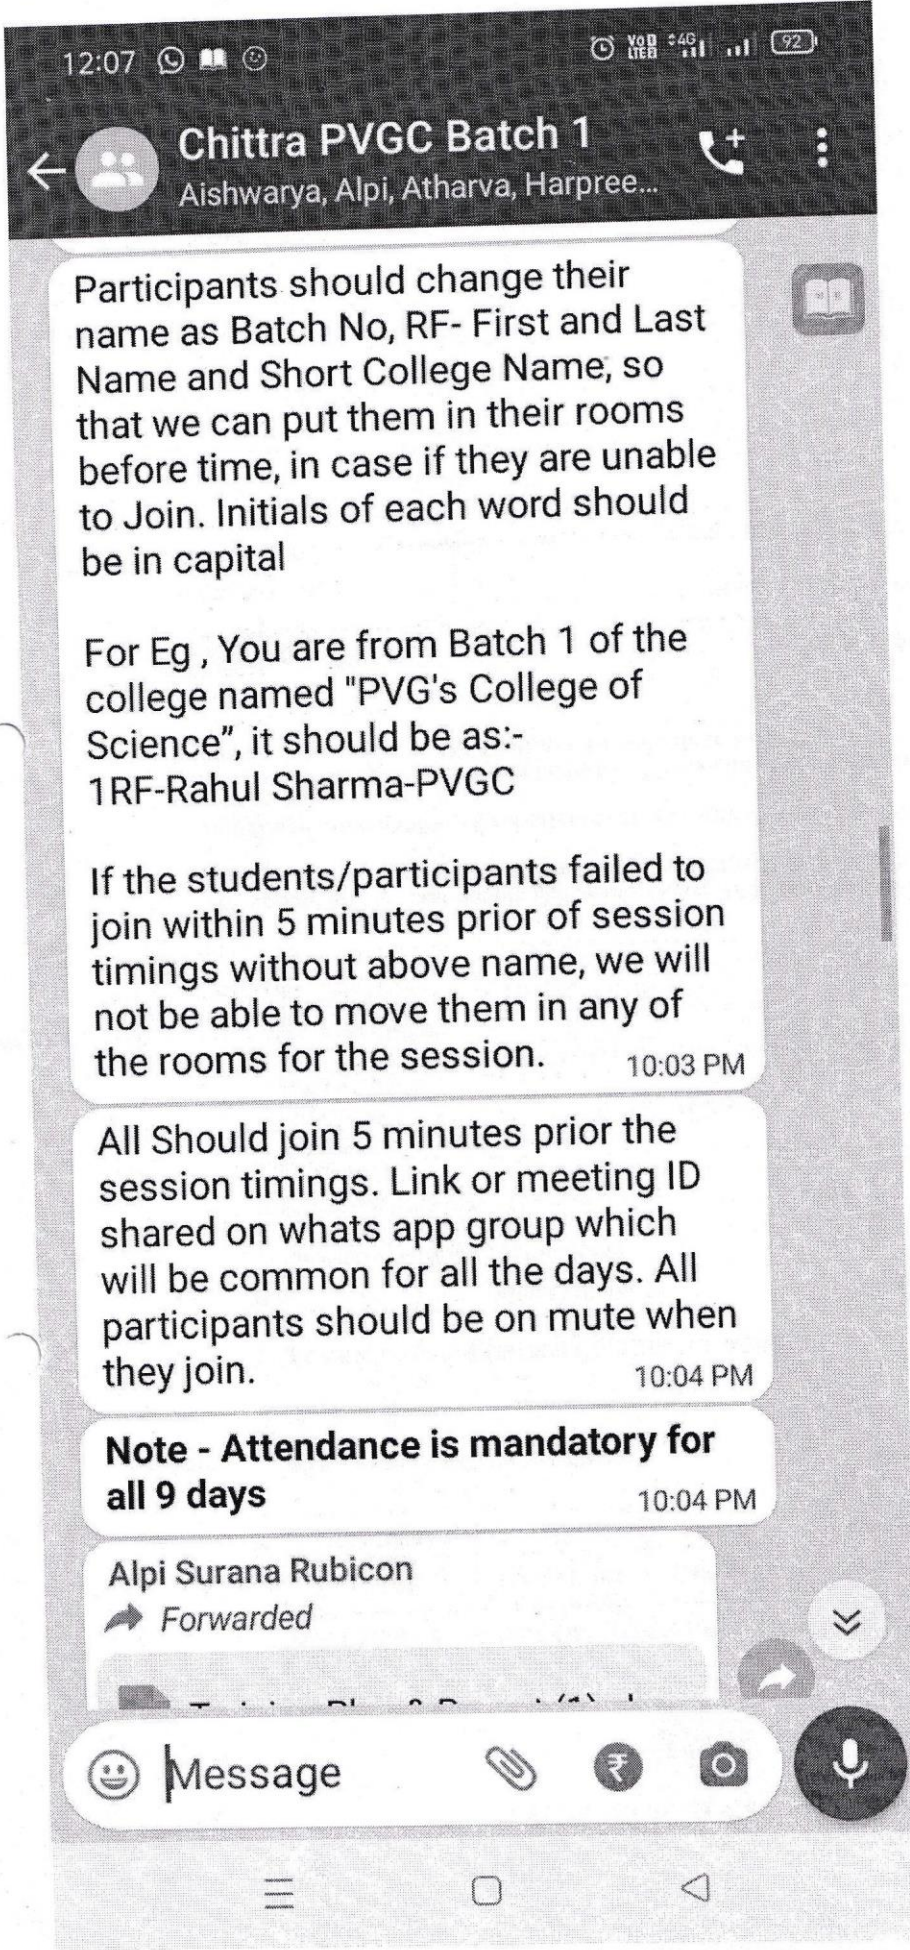 12:07
VoD
LTE2
4G
92
Chittra PVGC Batch 1
Aishwarya, Alpi, Atharva, Harpree...
Participants should change their
name as Batch No, RF- First and Last
Name and Short College Name, so
that we can put them in their rooms
before time, in case if they are unable
to Join. Initials of each word should
be in capital
For Eg , You are from Batch 1 of the
college named "PVG's College of
Science”, it should be as:-
1RF-Rahul Sharma-PVGC
If the students/participants failed to
join within 5 minutes prior of session
timings without above name, we will
not be able to move them in any of
the rooms for the session. 10:03 PM
All Should join 5 minutes prior the
session timings. Link or meeting ID
shared on whats app group which
will be common for all the days. All
participants should be on mute when
they join. 10:04 PM
Note - Attendance is mandatory for
all 9 days 10:04 PM
Alpi Surana Rubicon
Forwarded
Message